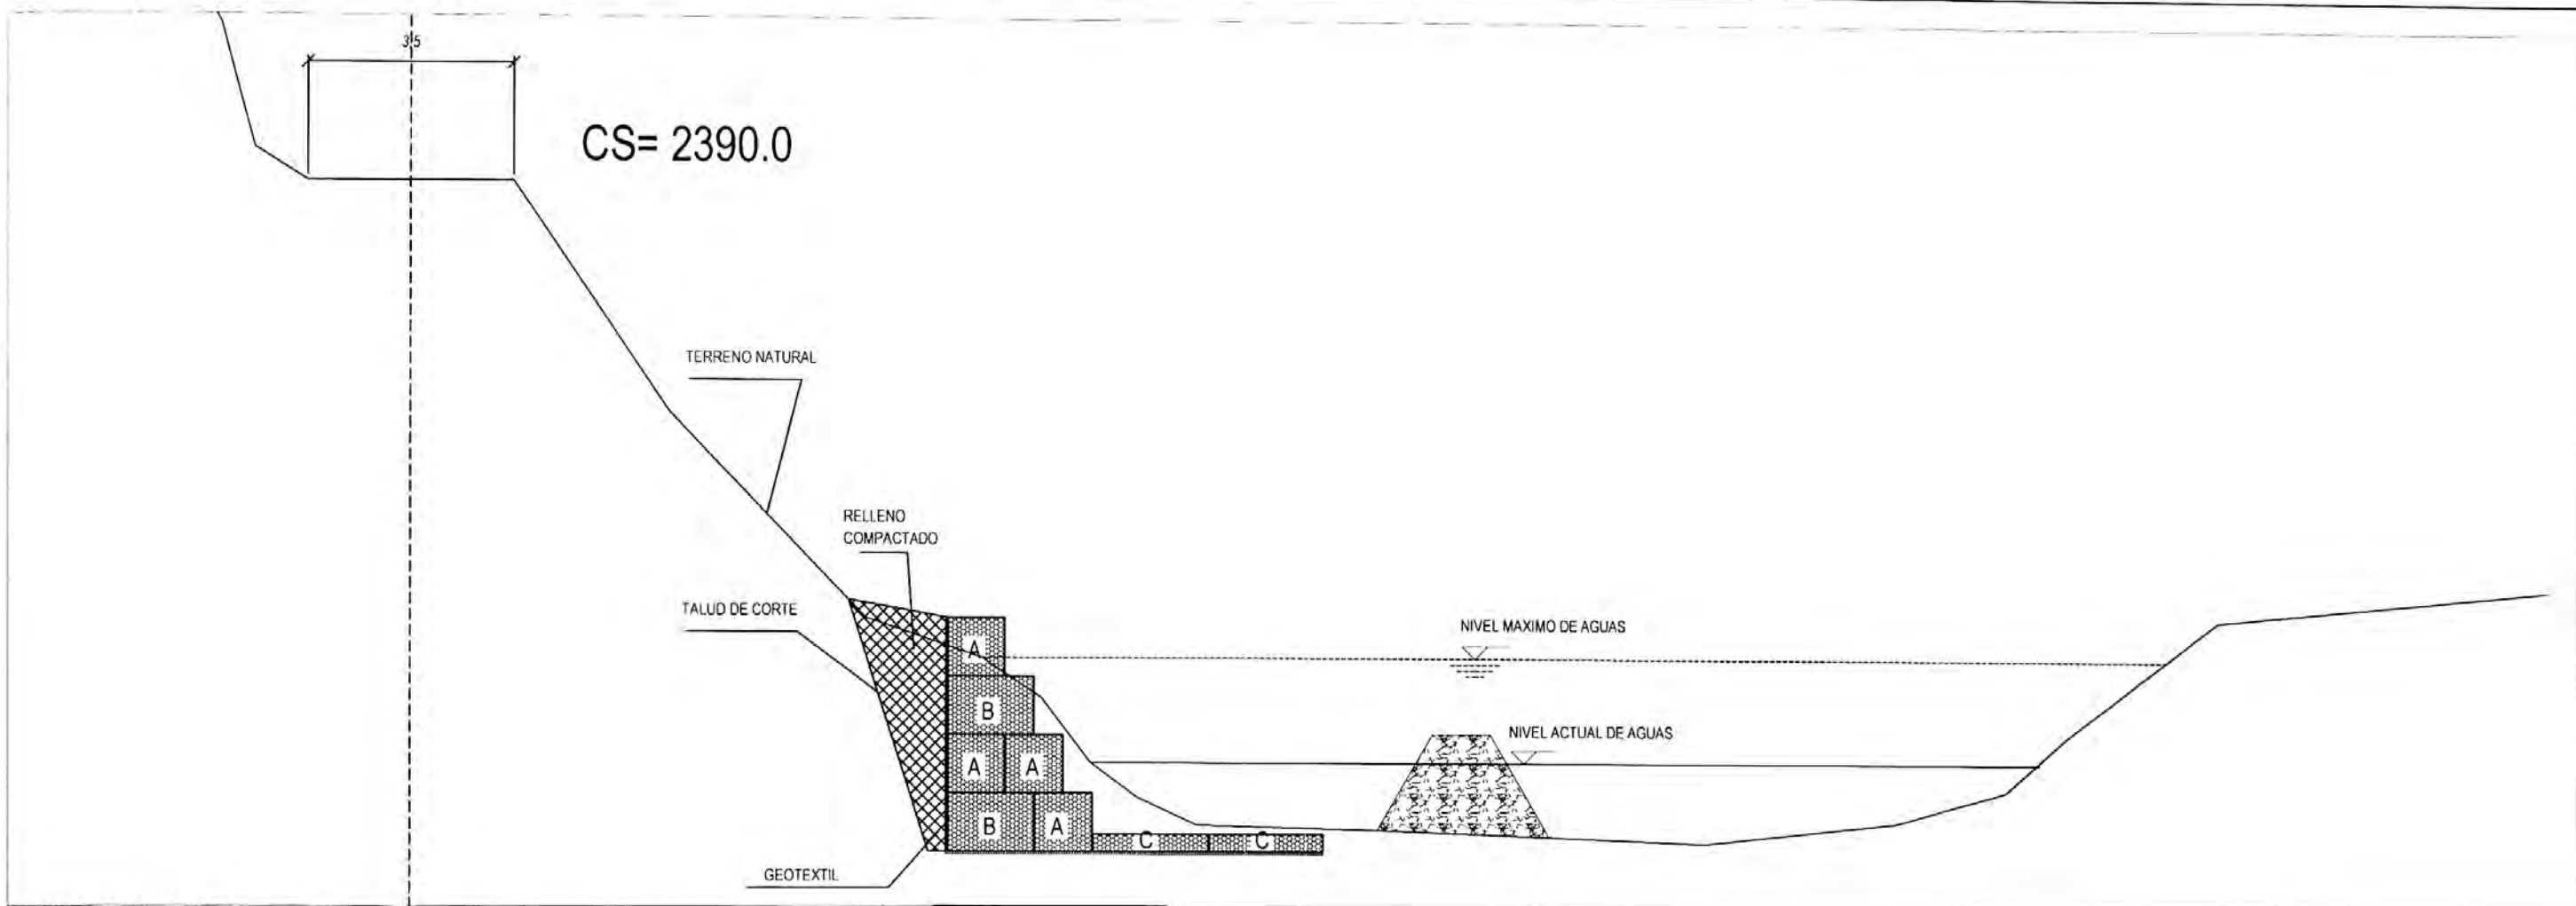 3.5
CS= 2390.0
TERRENO NATURAL
RELLENO
COMPACTADO
TALUD DE CORTE
NIVEL MAXIMO DE AGUAS
NIVEL ACTUAL DE AGUAS
A
B
A A
B A C C
GEOTEXTIL